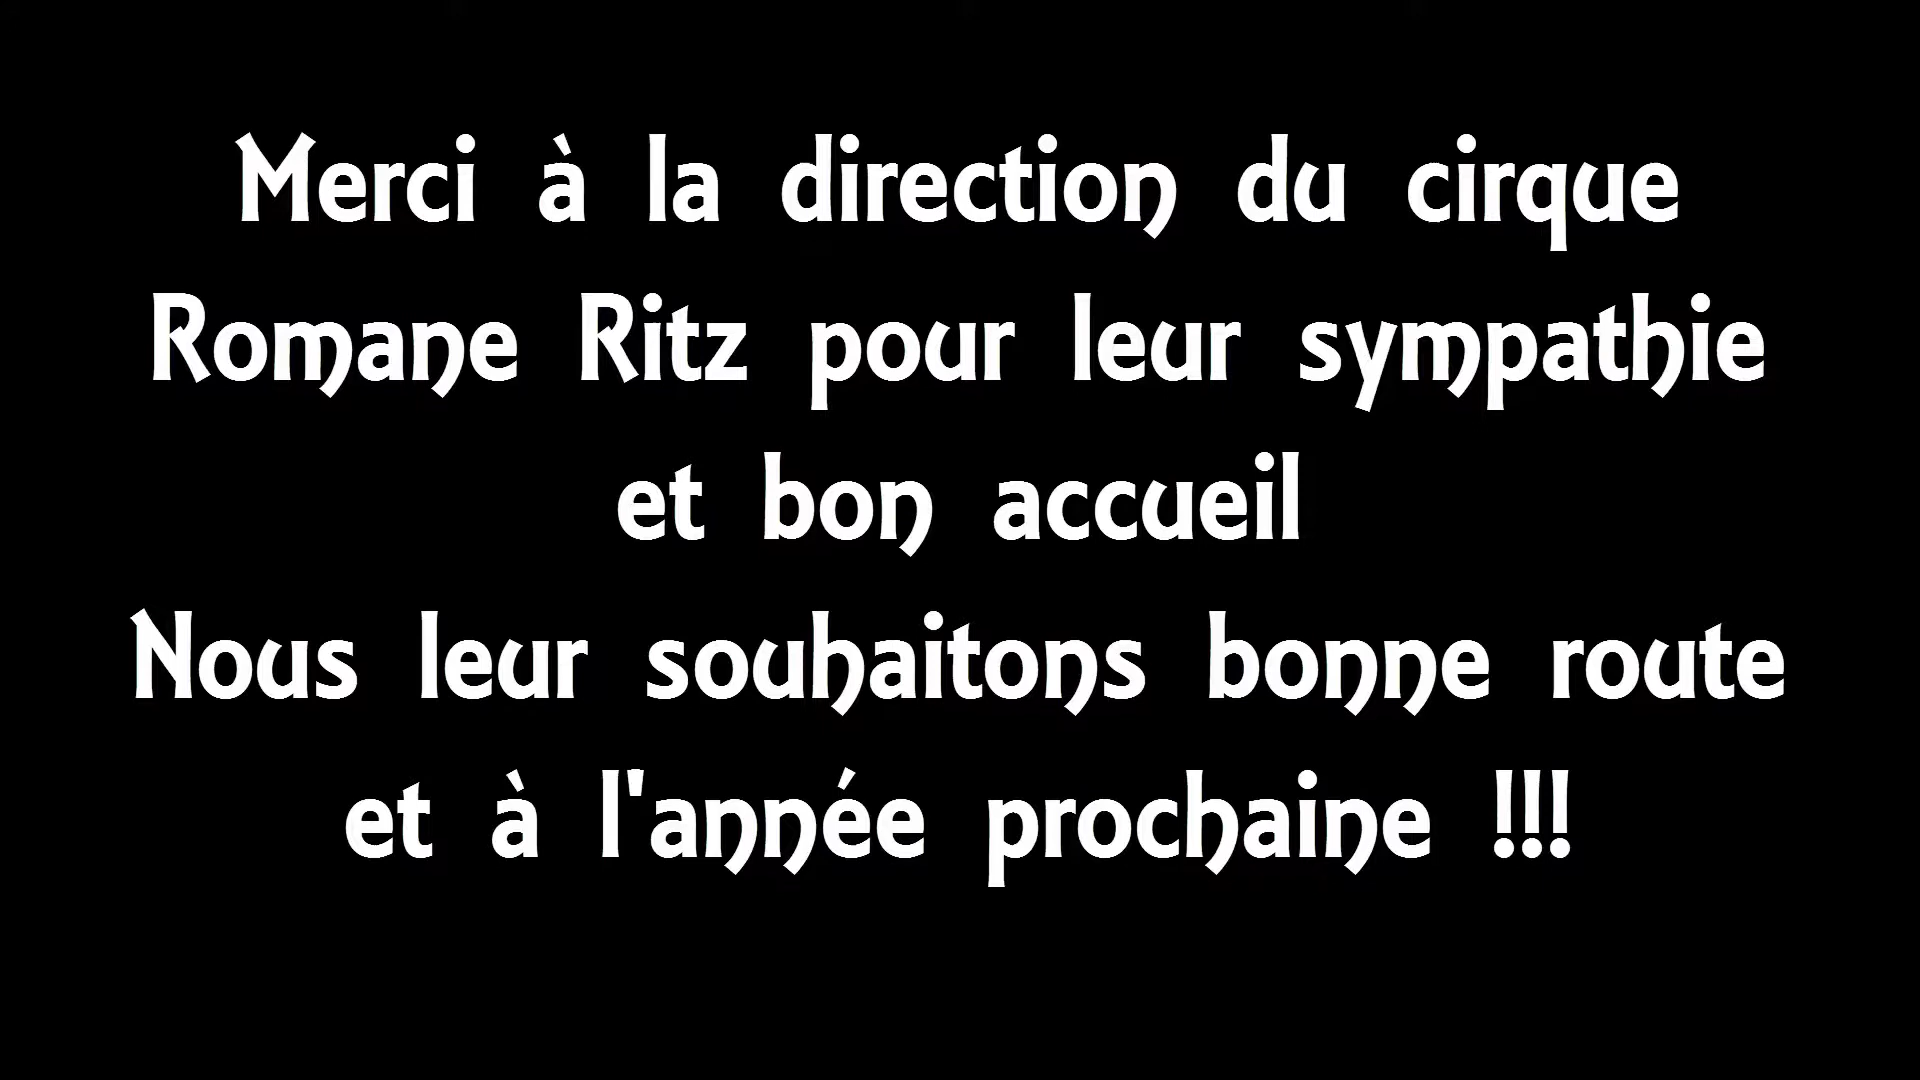 Merci à la direction du cirque
Romane Ritz pour leur sympathie
et bon accueil
Nous leur souhaitons bonne route
et à l'année prochaine !!!